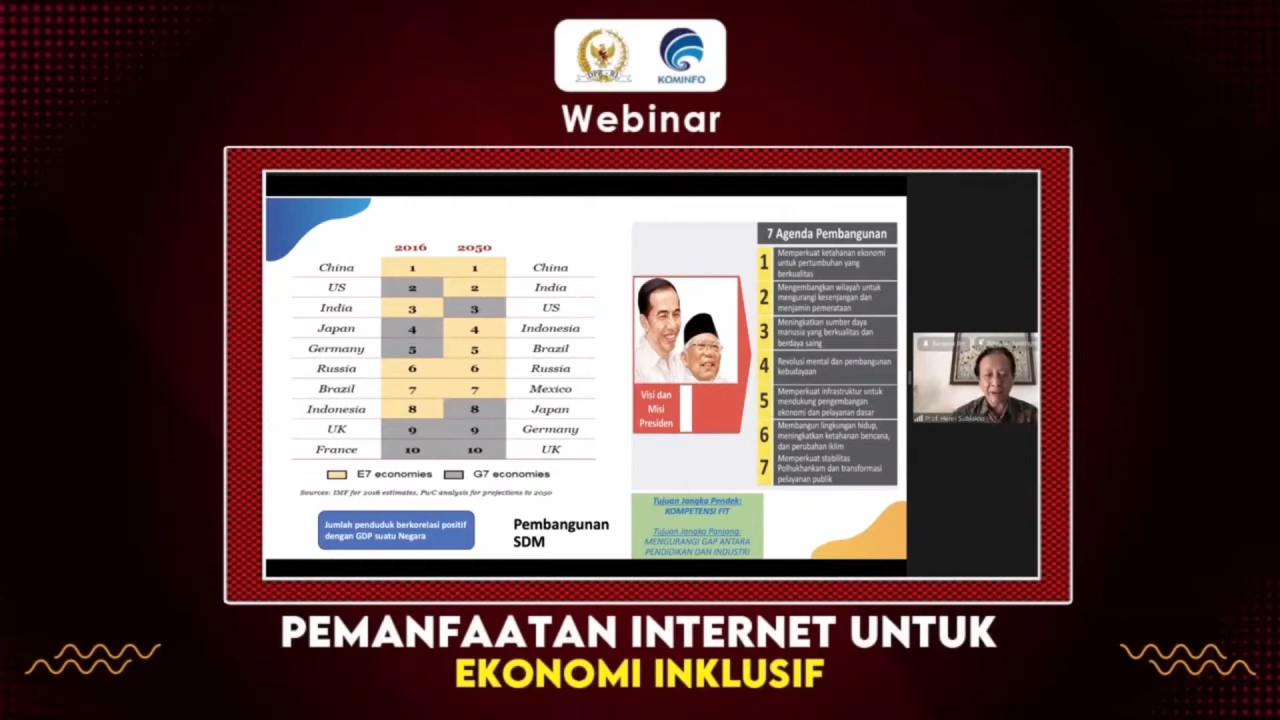 DPR - RI
KOMINFO
Webinar
2016 2050
China 1 1 China
US 2 2 India
India 3 3 US
Japan 4 4 Indonesia
Germany 5 5 Brazil
Russia 6 6 Russia
Brazil 7 7 Mexico
Indonesia 8 8 Japan
UK 9 9 Germany
France 10 10 UK
E7 economies G7 economies
Sources: IMF for 2016 estimates, PwC analysis for projections to 2050
Jumlah penduduk berkorelasi positif
dengan GDP suatu Negara
Pembangunan
SDM
Visi dan
Misi
Presiden
7 Agenda Pembangunan
1 Memperkuat ketahanan ekonomi
untuk pertumbuhan yang
berkualitas
2 Mengembangkan wilayah untuk
mengurangi kesenjangan dan
menjamin pemerataan
3 Meningkatkan sumber daya
manusia yang berkualitas dan
berdaya saing
4 Revolusi mental dan pembangunan
kebudayaan
5 Memperkuat infrastruktur untuk
mendukung pengembangan
ekonomi dan pelayanan dasar
6 Membangun lingkungan hidup,
meningkatkan ketahanan bencana,
dan perubahan iklim
7 Memperkuat stabilitas
Polhukhankam dan transformasi
pelayanan publik
Tujuan Jangka Pendek:
KOMPETENSI FIT
Tujuan Jangka Panjang:
MENGURANGI GAP ANTARA
PENDIDIKAN DAN INDUSTRI
Prof. Henri Subiakto
PEMANFAATAN INTERNET UNTUK
EKONOMI INKLUSIF